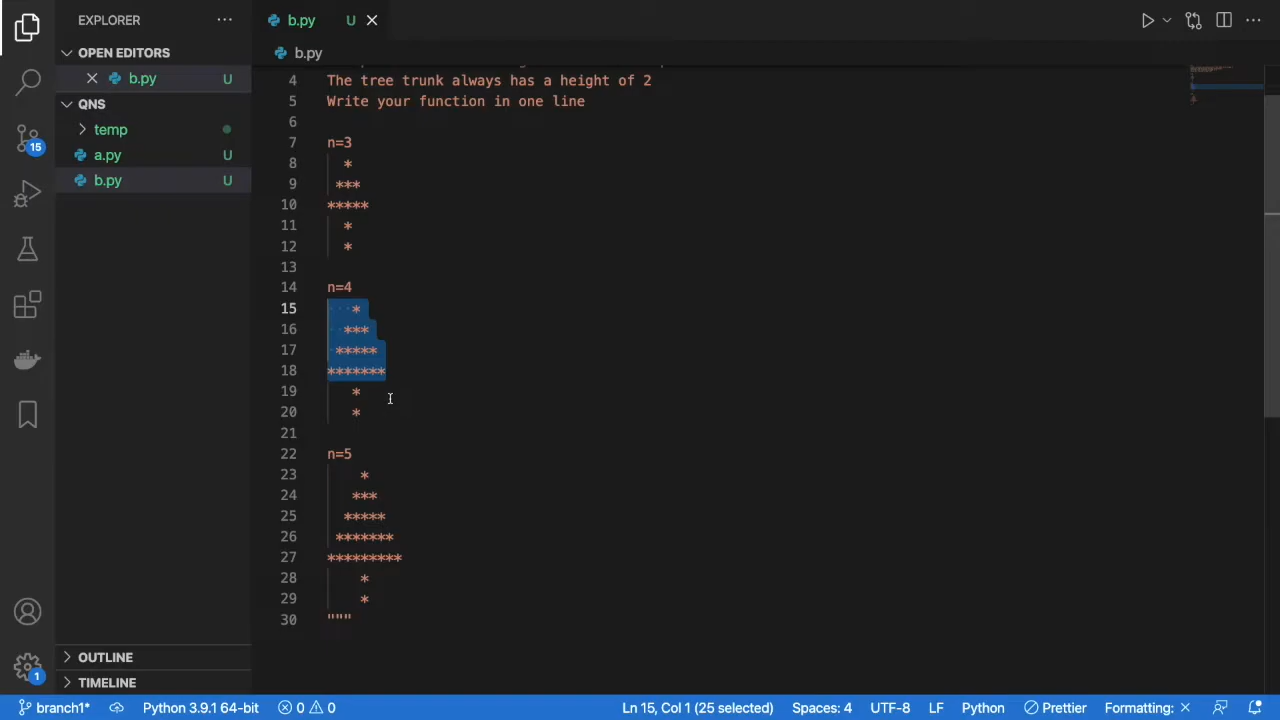 EXPLORER
···
b.py
U
b.py
OPEN EDITORS
b.py
U
QNS
temp
a.py
U
b.py
U
15
4 The tree trunk always has a height of 2
5 Write your function in one line
6
7 n=3
8   *
9  ***
10 *****
11   *
12   *
13
14 n=4
15    *
16   ***
17  *****
18 *******
19    *
20    *
21
22 n=5
23     *
24    ***
25   *****
26  *******
27 *********
28     *
29     *
30 """
OUTLINE
TIMELINE
1
branch1*
Python 3.9.1 64-bit
0
0
Ln 15, Col 1 (25 selected)
Spaces: 4
UTF-8
LF
Python
Prettier
Formatting: ×